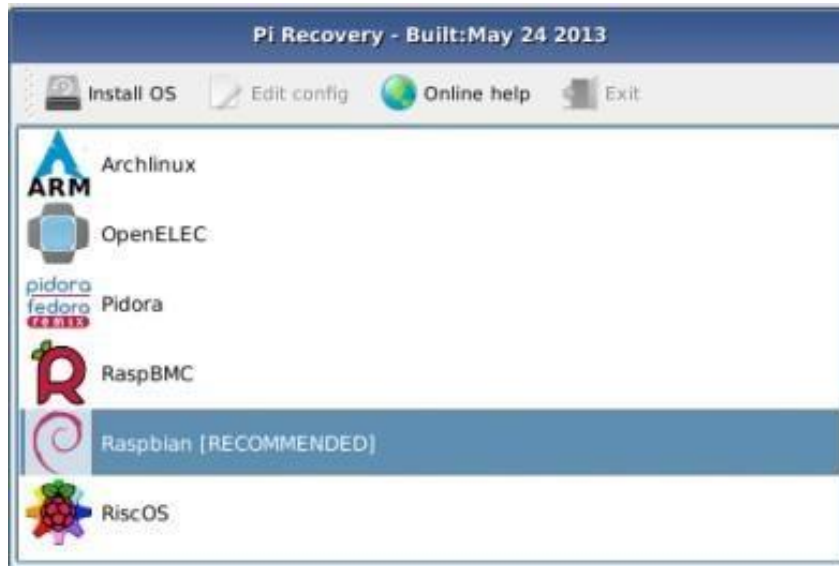 Pi Recovery - Built:May 24 2013
Install OS Edit config Online help Exit
ARM Archlinux
OpenELEC
pidora
fedora
remix
Pidora
RaspBMC
Raspbian [RECOMMENDED]
RiscOS